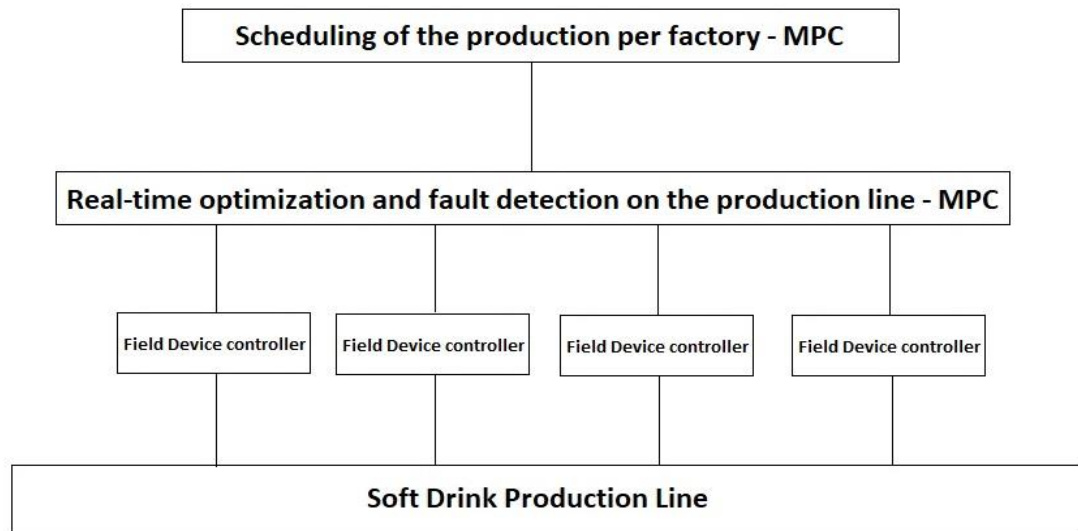 Scheduling of the production per factory - MPC
Real-time optimization and fault detection on the production line - MPC
Field Device controller
Field Device controller
Field Device controller
Field Device controller
Soft Drink Production Line